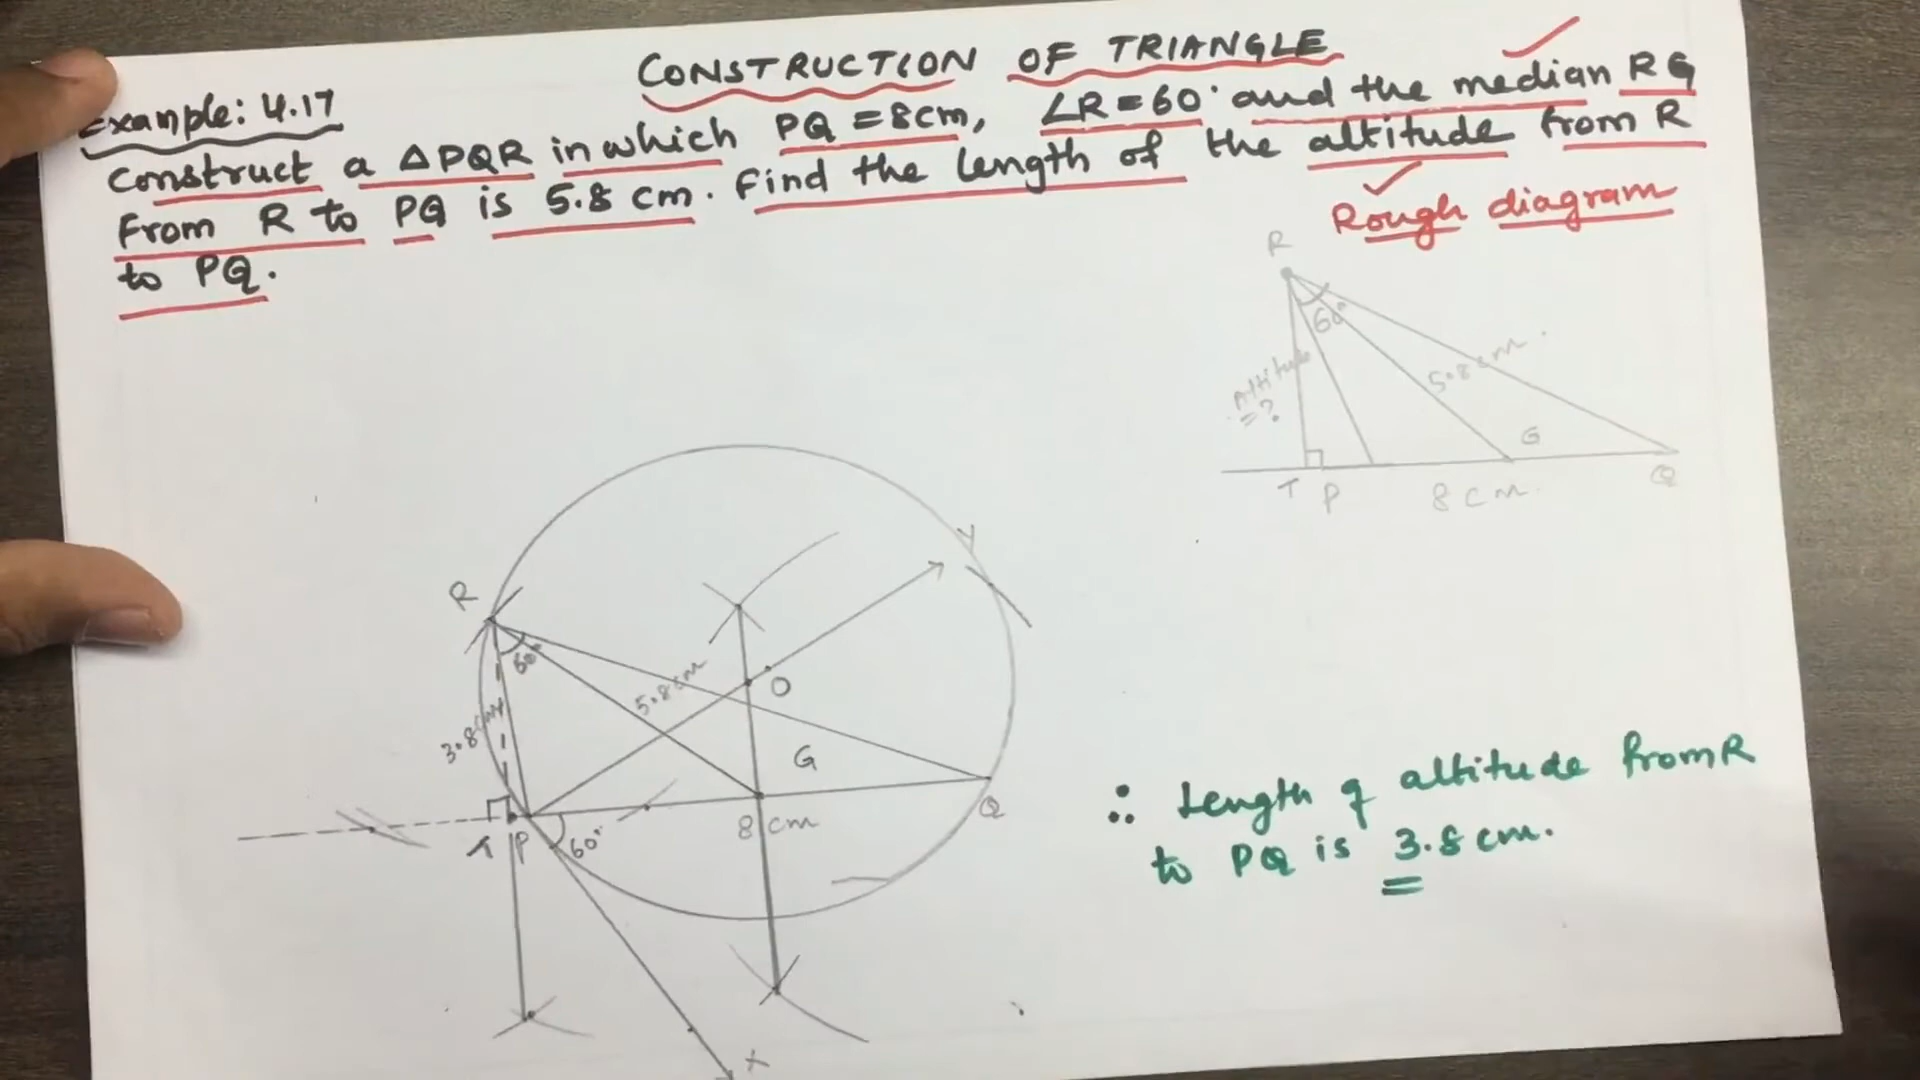 CONSTRUCTION OF TRIANGLE
Example: 4.17
Construct a △PQR in which PQ = 8cm, ∠R = 60° and the median RG
From R to PQ is 5.8 cm. Find the length of the altitude from R
to PQ.
Rough diagram
R
60°
Altitude
= ?
5.8 cm
G
T P 8 cm Q
R
60°
Y
5.8 cm
O
3.8cm
G
T P 60° 8 cm Q
X
∴ Length of altitude from R
to PQ is 3.8 cm.